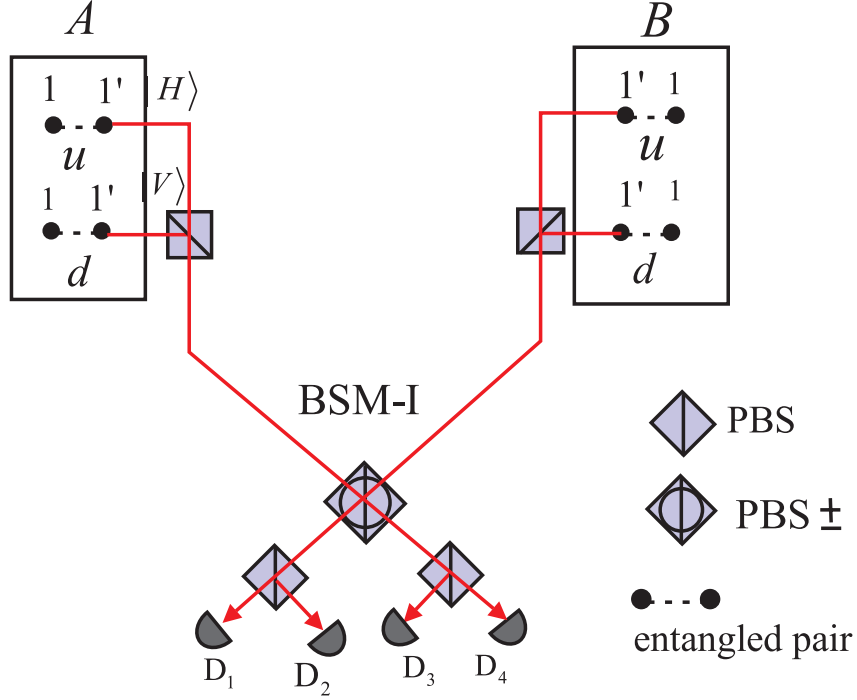 A
B
1 1' |H⟩
u
1 1' |V⟩
d
1' 1
u
1' 1
d
BSM-I
PBS
PBS ±
entangled pair
D1 D2 D3 D4